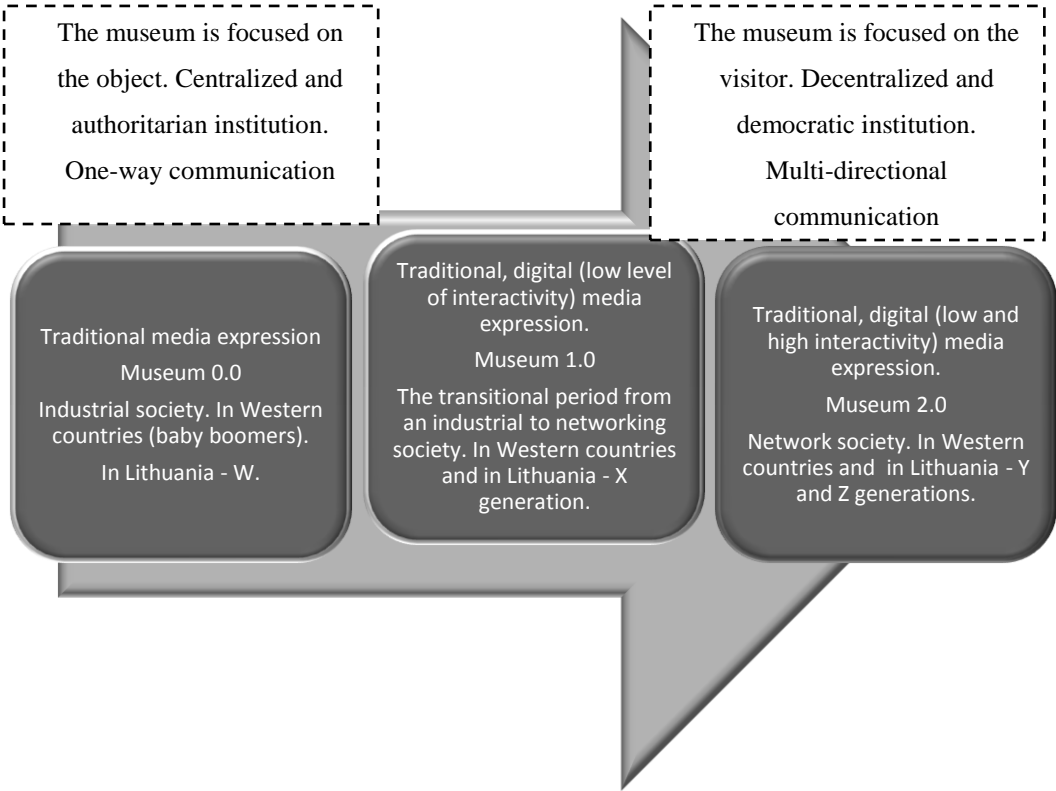 The museum is focused on
the object. Centralized and
authoritarian institution.
One-way communication
The museum is focused on the
visitor. Decentralized and
democratic institution.
Multi-directional
communication
Traditional media expression
Museum 0.0
Industrial society. In Western
countries (baby boomers).
In Lithuania - W.
Traditional, digital (low level
of interactivity) media
expression.
Museum 1.0
The transitional period from
an industrial to networking
society. In Western countries
and in Lithuania - X
generation.
Traditional, digital (low and
high interactivity) media
expression.
Museum 2.0
Network society. In Western
countries and in Lithuania - Y
and Z generations.